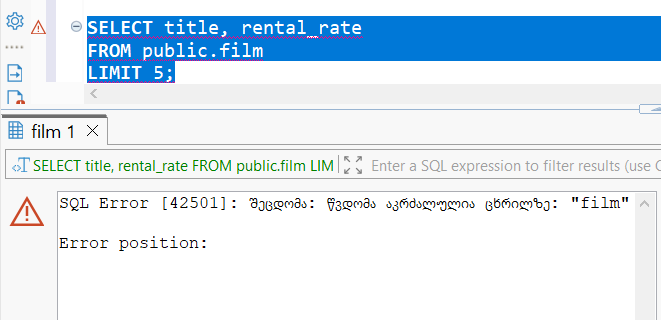 SELECT title, rental_rate
FROM public.film
LIMIT 5;
film 1
SELECT title, rental_rate FROM public.film LIM
Enter a SQL expression to filter results (use C
SQL Error [42501]: შეცდომა: წვდომა აკრძალულია ცხრილზე: "film"
Error position: